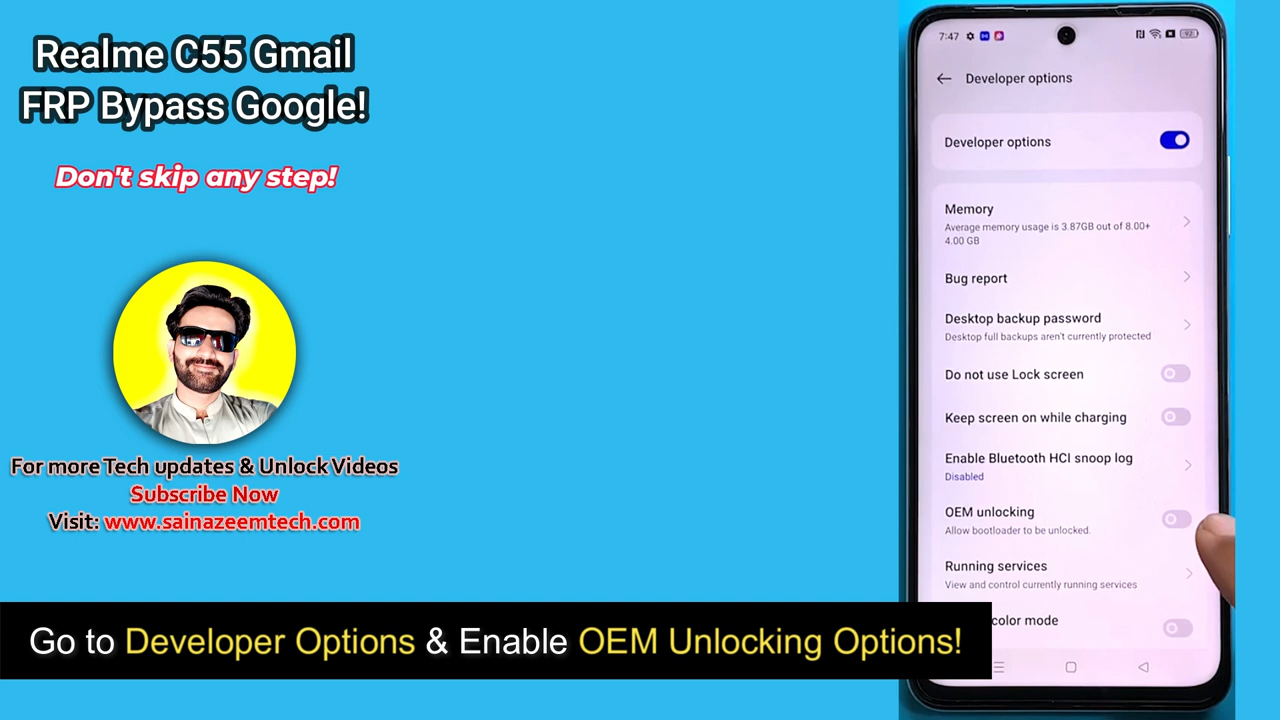 Realme C55 Gmail
FRP Bypass Google!
Don't skip any step!
For more Tech updates & Unlock Videos
Subscribe Now
Visit: www.sainazeemtech.com
7:47
92
Developer options
Developer options
Memory
Average memory usage is 3.87GB out of 8.00+
4.00 GB
Bug report
Desktop backup password
Desktop full backups aren't currently protected
Do not use Lock screen
Keep screen on while charging
Enable Bluetooth HCI snoop log
Disabled
OEM unlocking
Allow bootloader to be unlocked.
Running services
View and control currently running services
color mode
Go to Developer Options & Enable OEM Unlocking Options!